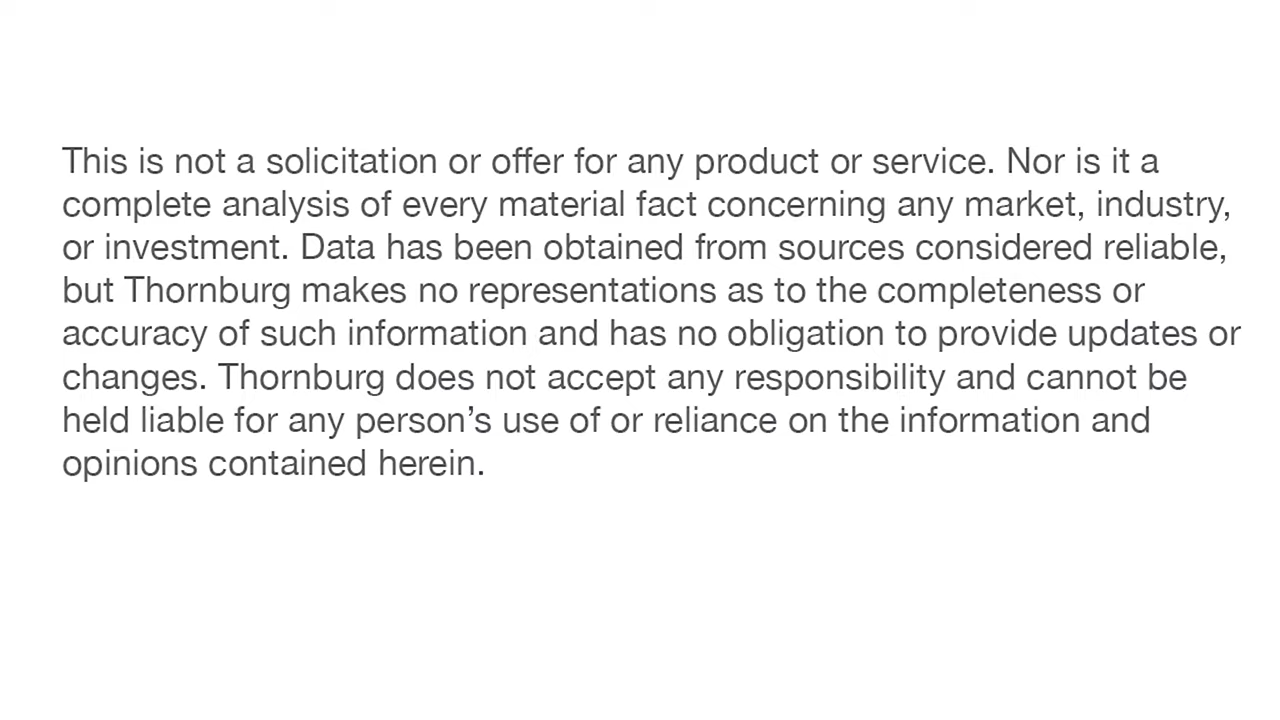 This is not a solicitation or offer for any product or service. Nor is it a
complete analysis of every material fact concerning any market, industry,
or investment. Data has been obtained from sources considered reliable,
but Thornburg makes no representations as to the completeness or
accuracy of such information and has no obligation to provide updates or
changes. Thornburg does not accept any responsibility and cannot be
held liable for any person’s use of or reliance on the information and
opinions contained herein.